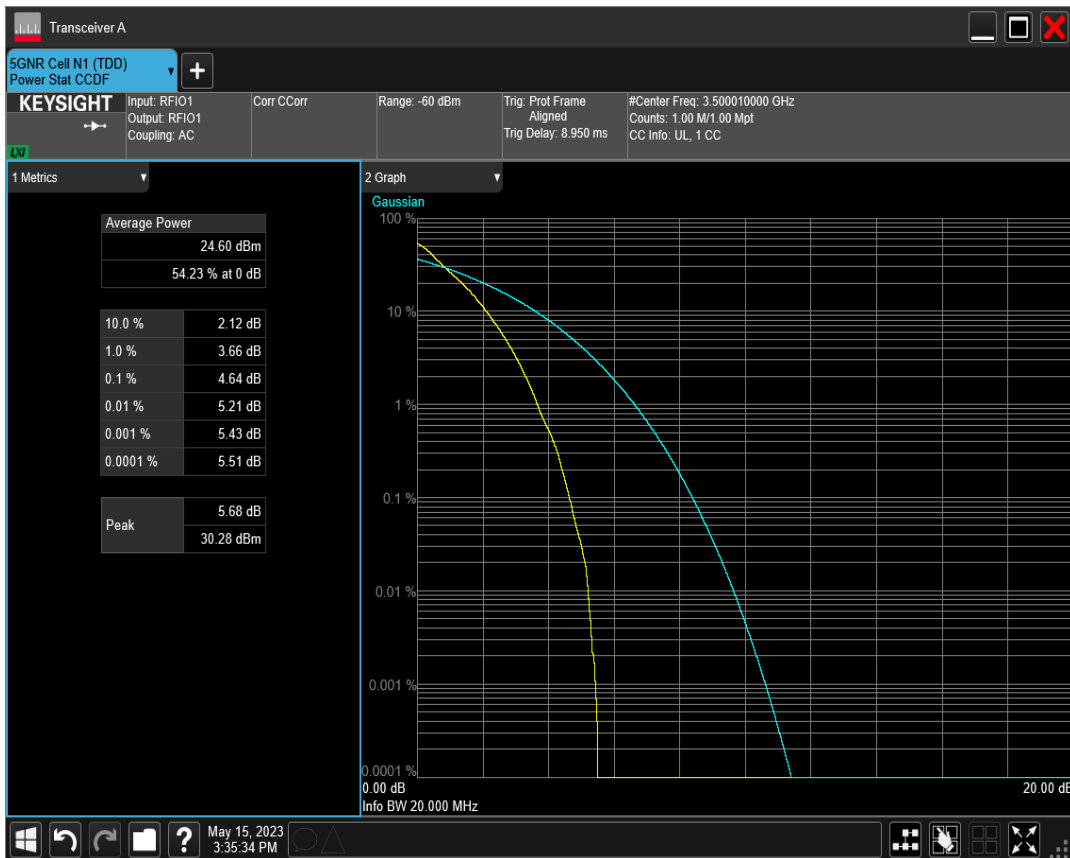 Transceiver A
5GNR Cell N1 (TDD)
Power Stat CCDF
+
KEYSIGHT
LXI
Input: RFIO1
Output: RFIO1
Coupling: AC
Corr CCorr
Range: -60 dBm
Trig: Prot Frame
Aligned
Trig Delay: 8.950 ms
#Center Freq: 3.500010000 GHz
Counts: 1.00 M/1.00 Mpt
CC Info: UL, 1 CC
1 Metrics
Average Power
24.60 dBm
54.23 % at 0 dB
10.0 % 2.12 dB
1.0 % 3.66 dB
0.1 % 4.64 dB
0.01 % 5.21 dB
0.001 % 5.43 dB
0.0001 % 5.51 dB
Peak
5.68 dB
30.28 dBm
2 Graph
Gaussian
100 %
10 %
1 %
0.1 %
0.01 %
0.001 %
0.0001 %
0.00 dB 20.00 dB
Info BW 20.000 MHz
?
May 15, 2023
3:35:34 PM